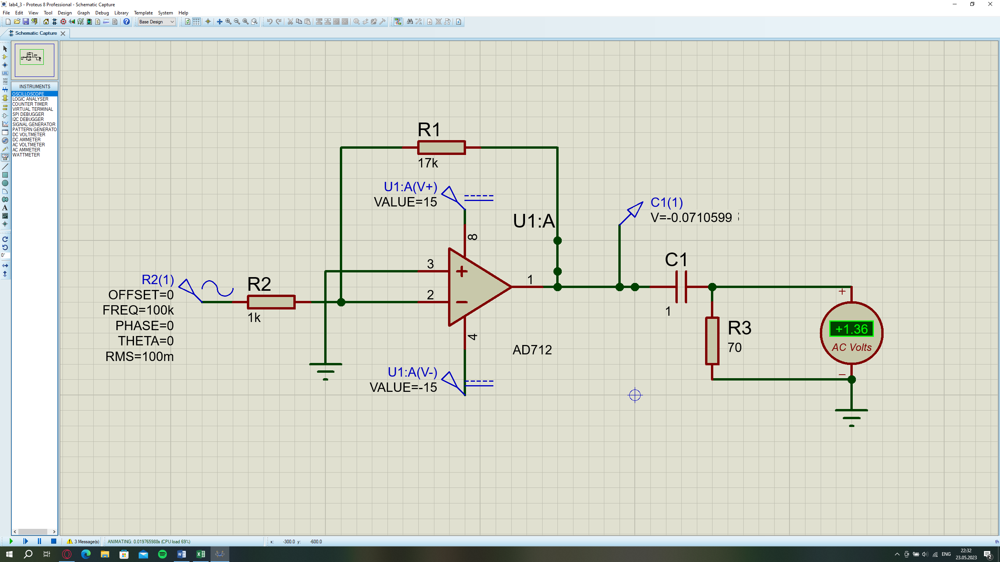 lab4_3 - Proteus 8 Professional - Schematic Capture
File Edit View Tool Design Graph Debug Library Template System Help
Base Design
Schematic Capture
INSTRUMENTS
OSCILLOSCOPE
LOGIC ANALYSER
COUNTER TIMER
VIRTUAL TERMINAL
SPI DEBUGGER
I2C DEBUGGER
SIGNAL GENERATOR
PATTERN GENERATO
DC VOLTMETER
DC AMMETER
AC VOLTMETER
AC AMMETER
WATTMETER
LBL
A
S
0°
R1
17k
U1:A(V+)
VALUE=15
U1:A
8
C1(1)
V=-0.0710599
3
+
1
C1
1
R2(1)
OFFSET=0
FREQ=100k
PHASE=0
THETA=0
RMS=100m
R2
1k
2
4
AD712
R3
70
+
+1.36
AC Volts
−
U1:A(V-)
VALUE=-15
3 Message(s)
ANIMATING: 0.019765988s (CPU load 69%)
x: -300.0 y: -600.0
th
ENG
22:32
23.05.2023
2